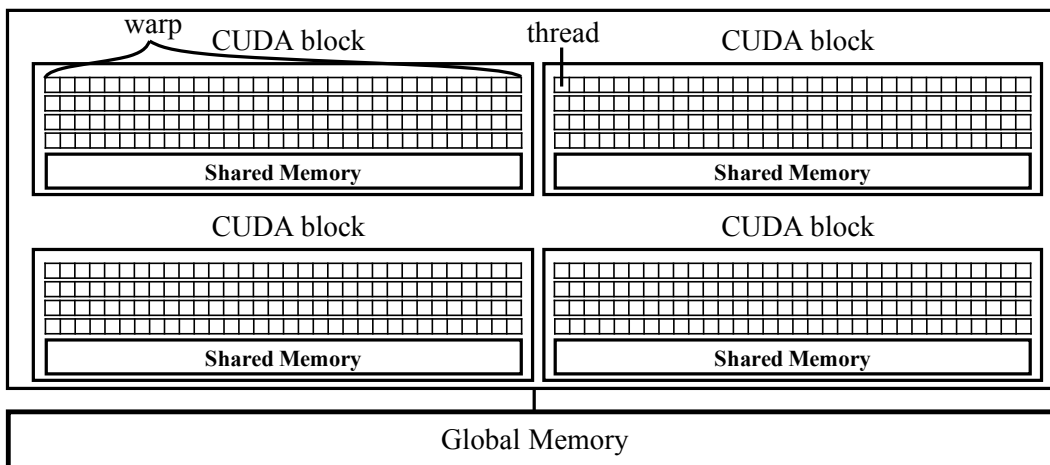 warp
CUDA block
thread
CUDA block
Shared Memory
Shared Memory
CUDA block
CUDA block
Shared Memory
Shared Memory
Global Memory